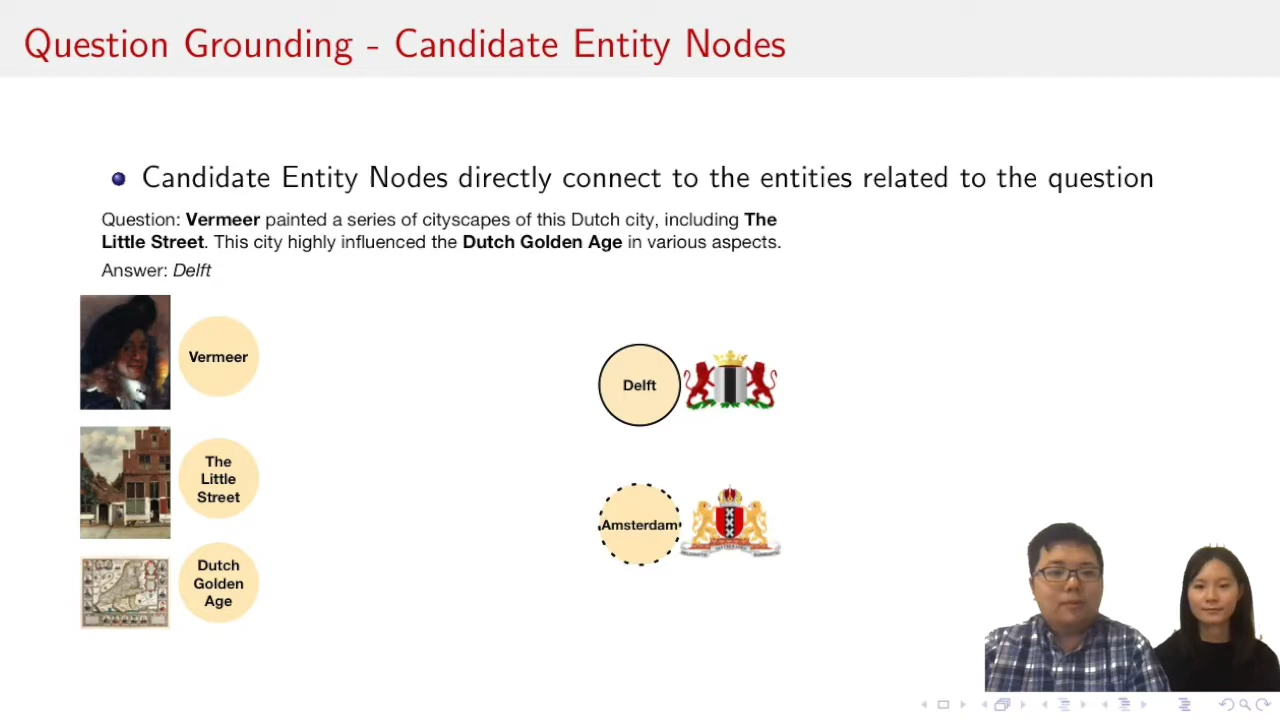 Question Grounding - Candidate Entity Nodes
Candidate Entity Nodes directly connect to the entities related to the question
Question: Vermeer painted a series of cityscapes of this Dutch city, including The
Little Street. This city highly influenced the Dutch Golden Age in various aspects.
Answer: Delft
Vermeer
The
Little
Street
Dutch
Golden
Age
Delft
Amsterdam